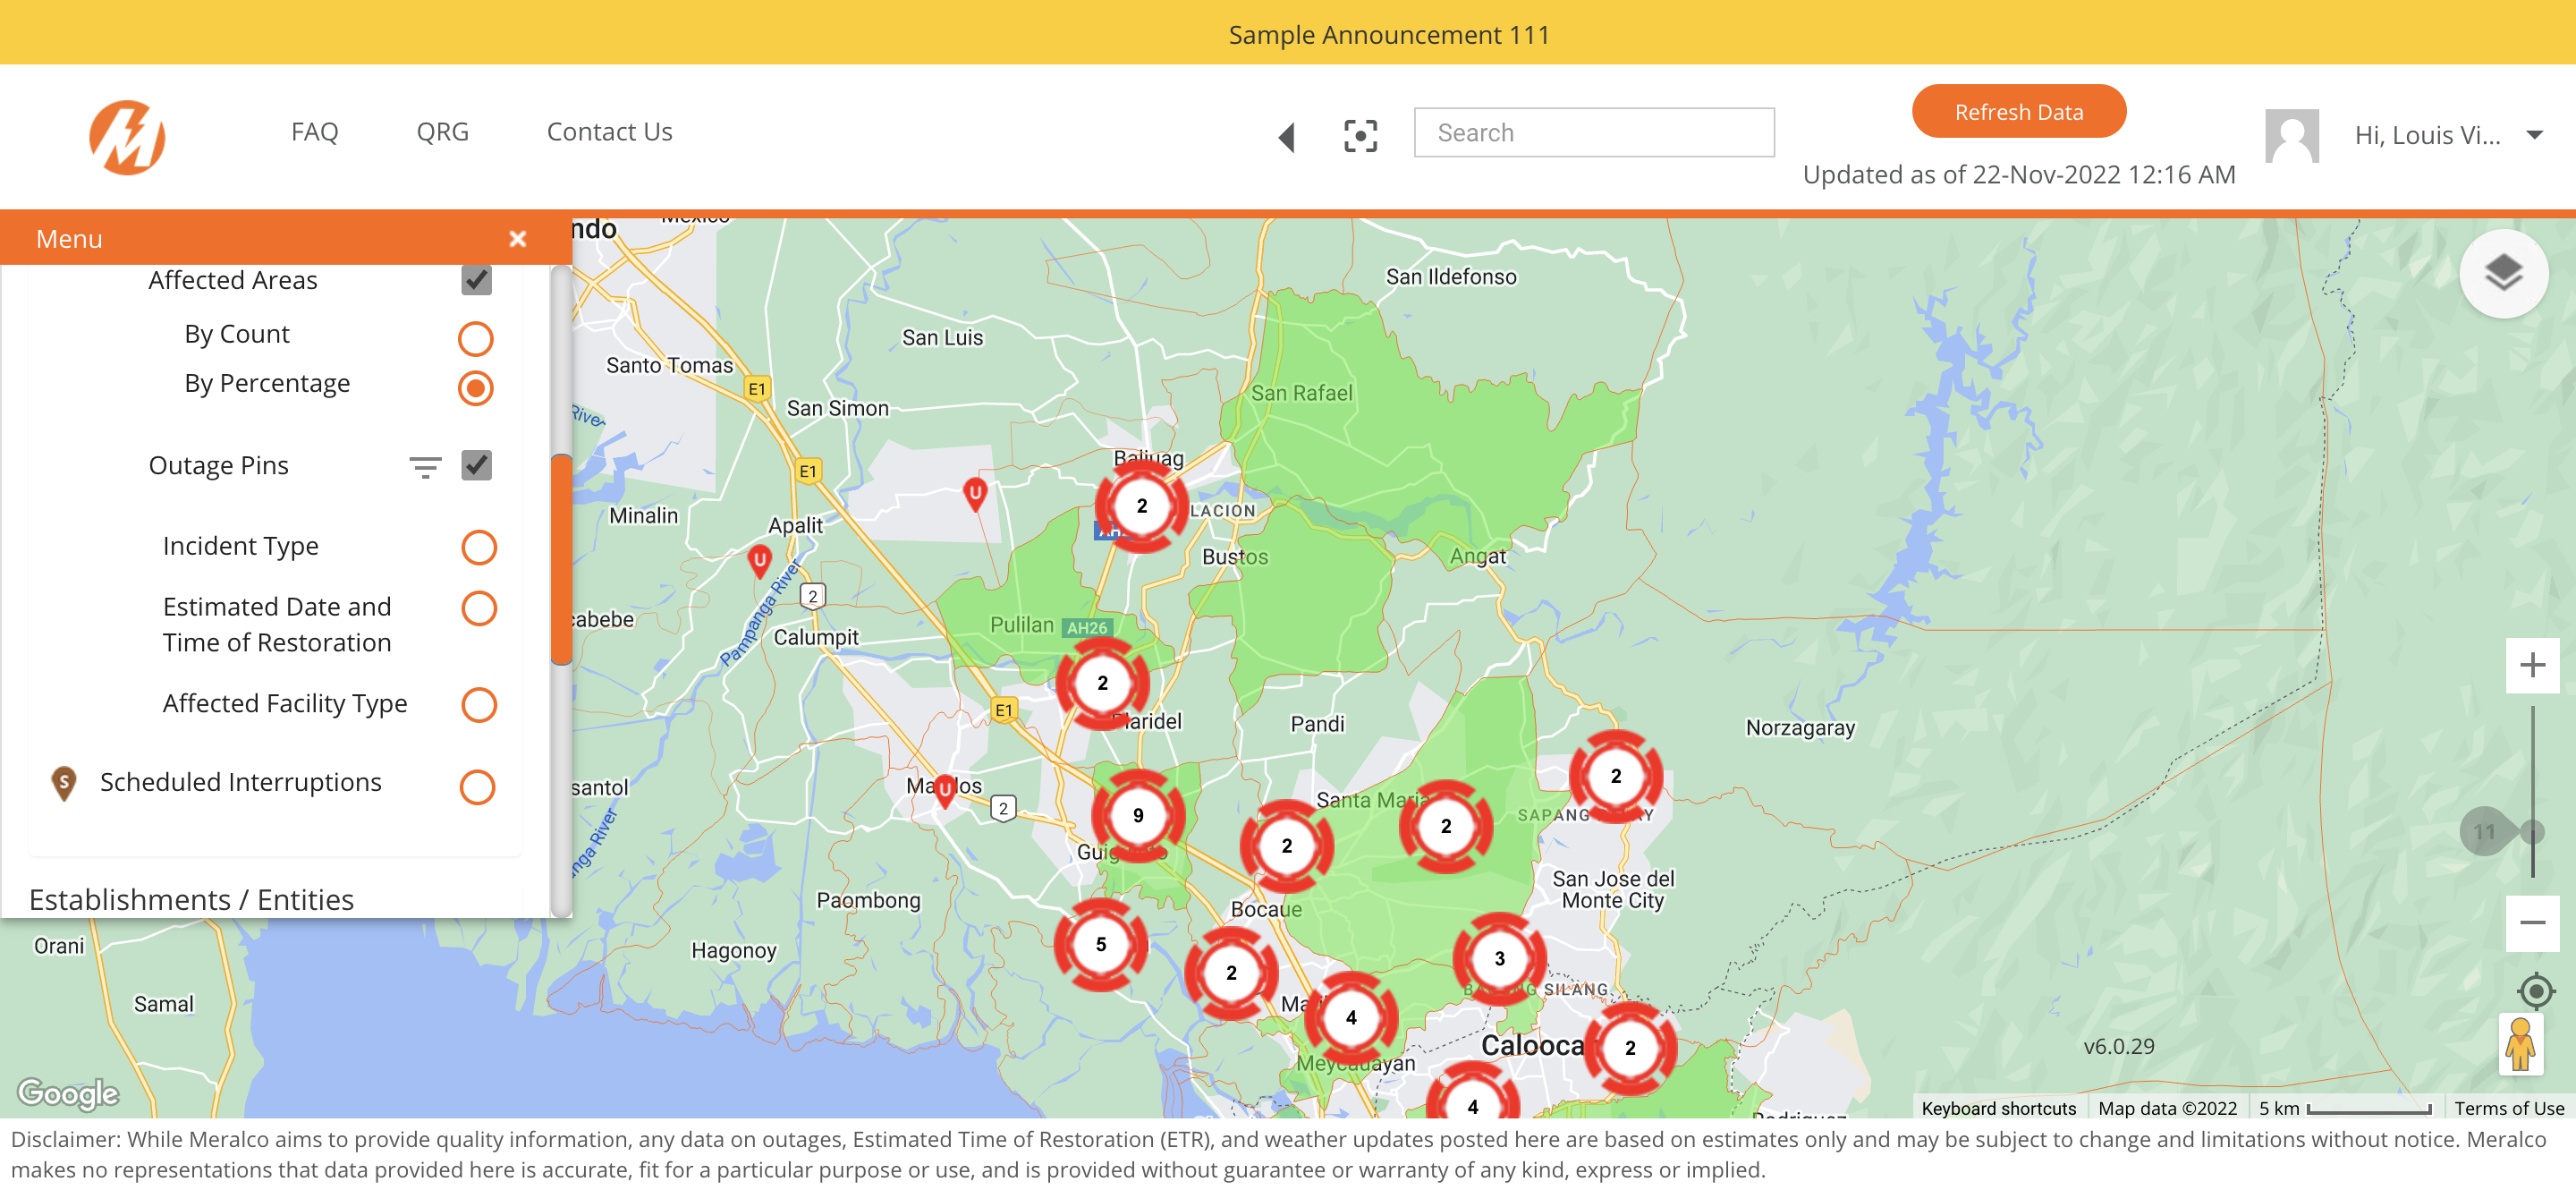 Sample Announcement 111
FAQ
QRG
Contact Us
Search
Refresh Data
Updated as of 22-Nov-2022 12:16 AM
Hi, Louis Vi...
Menu
Affected Areas
By Count
By Percentage
Outage Pins
Incident Type
Estimated Date and
Time of Restoration
Affected Facility Type
S
Scheduled Interruptions
Establishments / Entities
ndo
San Ildefonso
San Luis
Santo Tomas
E1
San Rafael
San Simon
River
Baliuag
E1
U
2
LACION
Minalin
Apalit
Bustos
Angat
U
Pampanga River
2
cabebe
Pulilan
AH26
Calumpit
2
E1
Plaridel
Pandi
Norzagaray
2
U
2
santol
Santa Maria
2
9
2
SAPANG
San Jose del
Monte City
Paombong
Bocaue
Orani
Hagonoy
5
2
3
SILANG
Samal
4
Calooca
2
Meycauayan
4
11
v6.0.29
Google
Keyboard shortcuts
Map data ©2022
5 km
Terms of Use
Disclaimer: While Meralco aims to provide quality information, any data on outages, Estimated Time of Restoration (ETR), and weather updates posted here are based on estimates only and may be subject to change and limitations without notice. Meralco
makes no representations that data provided here is accurate, fit for a particular purpose or use, and is provided without guarantee or warranty of any kind, express or implied.